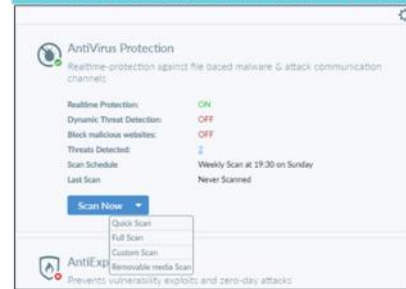 AntiVirus Protection
Realtime-protection against file based malware & attack communication
channels
Realtime Protection: ON
Dynamic Threat Detection: OFF
Block malicious websites: OFF
Threats Detected: 2
Scan Schedule Weekly Scan at 19:30 on Sunday
Last Scan Never Scanned
Scan Now
Quick Scan
Full Scan
Custom Scan
Removable media Scan
AntiExp
Prevents vulnerability exploits and zero-day attacks